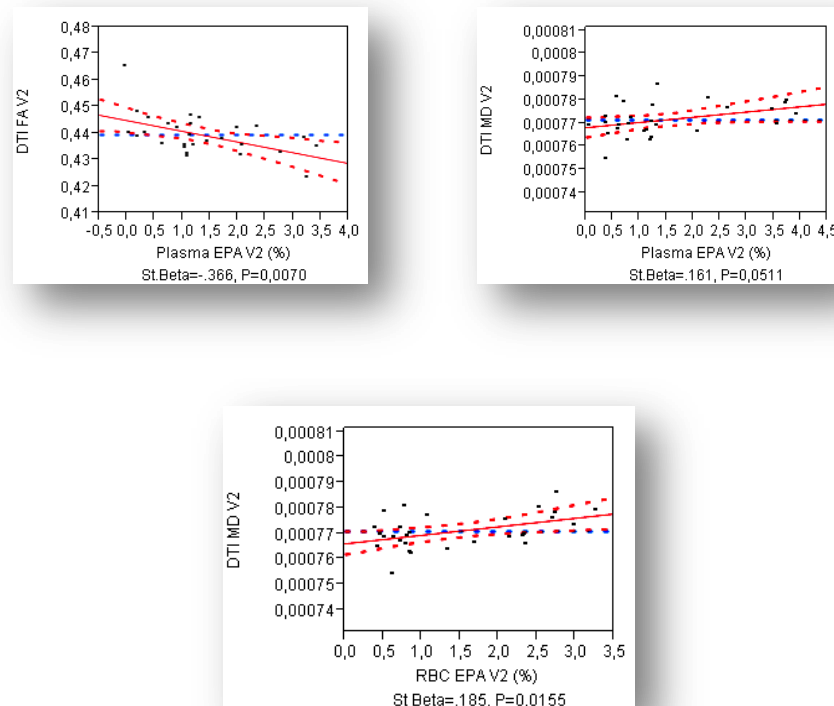 0,48
0,47
0,46
0,45
0,44
0,43
0,42
0,41
DTI FA V2
-0,5 0,0 0,5 1,0 1,5 2,0 2,5 3,0 3,5 4,0
Plasma EPA V2 (%)
St.Beta=-.366, P=0,0070
0,00081
0,0008
0,00079
0,00078
0,00077
0,00076
0,00075
0,00074
DTI MD V2
0,0 0,5 1,0 1,5 2,0 2,5 3,0 3,5 4,0 4,5
Plasma EPA V2 (%)
St.Beta=.161, P=0,0511
0,00081
0,0008
0,00079
0,00078
0,00077
0,00076
0,00075
0,00074
DTI MD V2
0,0 0,5 1,0 1,5 2,0 2,5 3,0 3,5
RBC EPA V2 (%)
St Beta=.185, P=0.0155